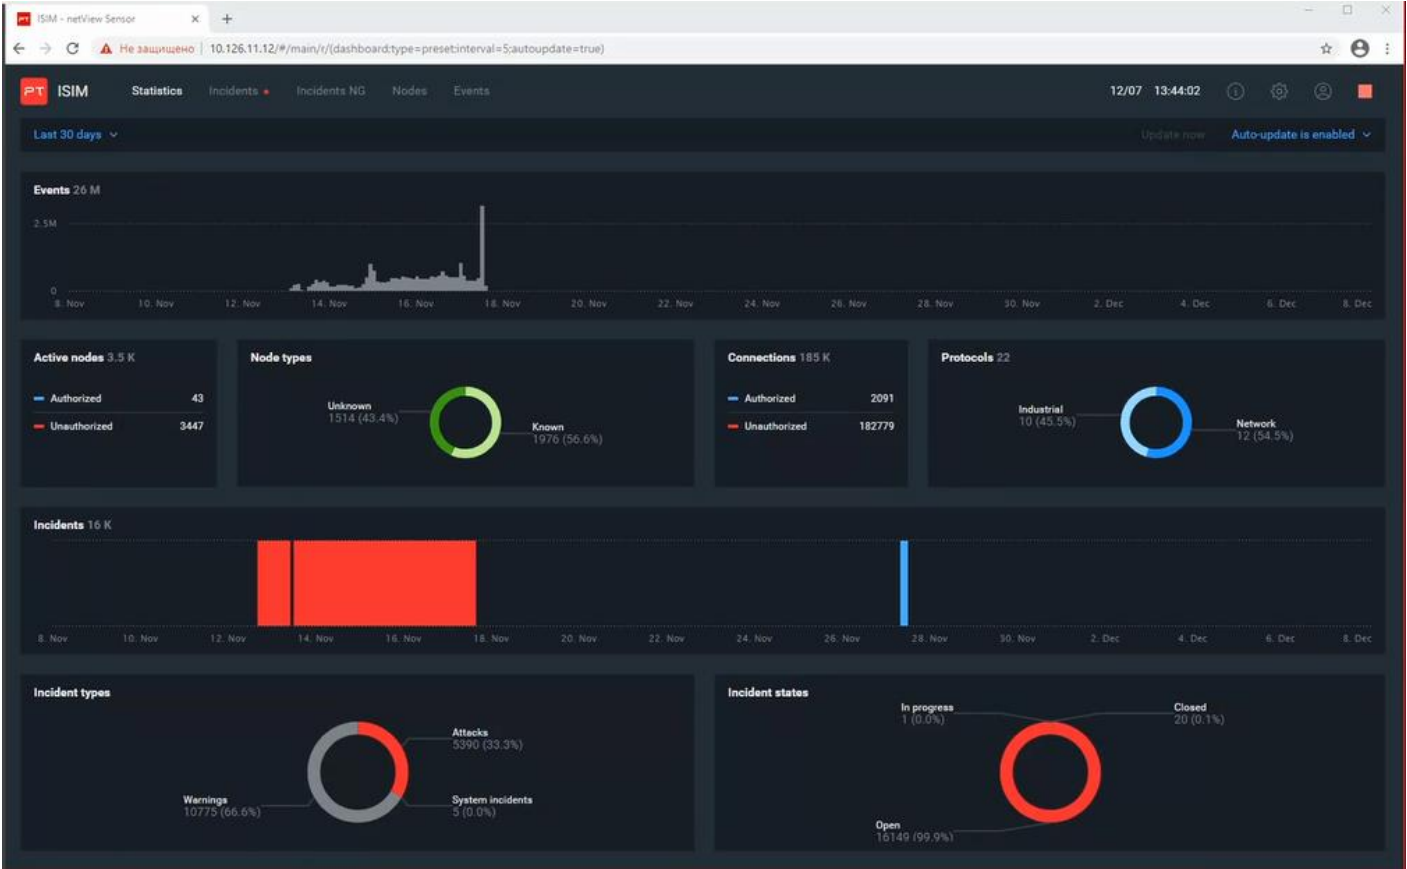 ISIM - netView Sensor
Не защищено | 10.126.11.12/#/main/r/(dashboard:type=preset;interval=5;autoupdate=true)
PT ISIM Statistics Incidents Incidents NG Nodes Events 12/07 13:44:02
Last 30 days Update now Auto-update is enabled
Events 26 M
2.5M
0
8. Nov 10. Nov 12. Nov 14. Nov 16. Nov 18. Nov 20. Nov 22. Nov 24. Nov 26. Nov 28. Nov 30. Nov 2. Dec 4. Dec 6. Dec 8. Dec
Active nodes 3.5 K
Authorized 43
Unauthorized 3447
Node types
Unknown
1514 (43.4%)
Known
1976 (56.6%)
Connections 185 K
Authorized 2091
Unauthorized 182779
Protocols 22
Industrial
10 (45.5%)
Network
12 (54.5%)
Incidents 16 K
8. Nov 10. Nov 12. Nov 14. Nov 16. Nov 18. Nov 20. Nov 22. Nov 24. Nov 26. Nov 28. Nov 30. Nov 2. Dec 4. Dec 6. Dec 8. Dec
Incident types
Attacks
5390 (33.3%)
Warnings
10775 (66.6%)
System incidents
5 (0.0%)
Incident states
In progress
1 (0.0%)
Closed
20 (0.1%)
Open
16149 (99.9%)